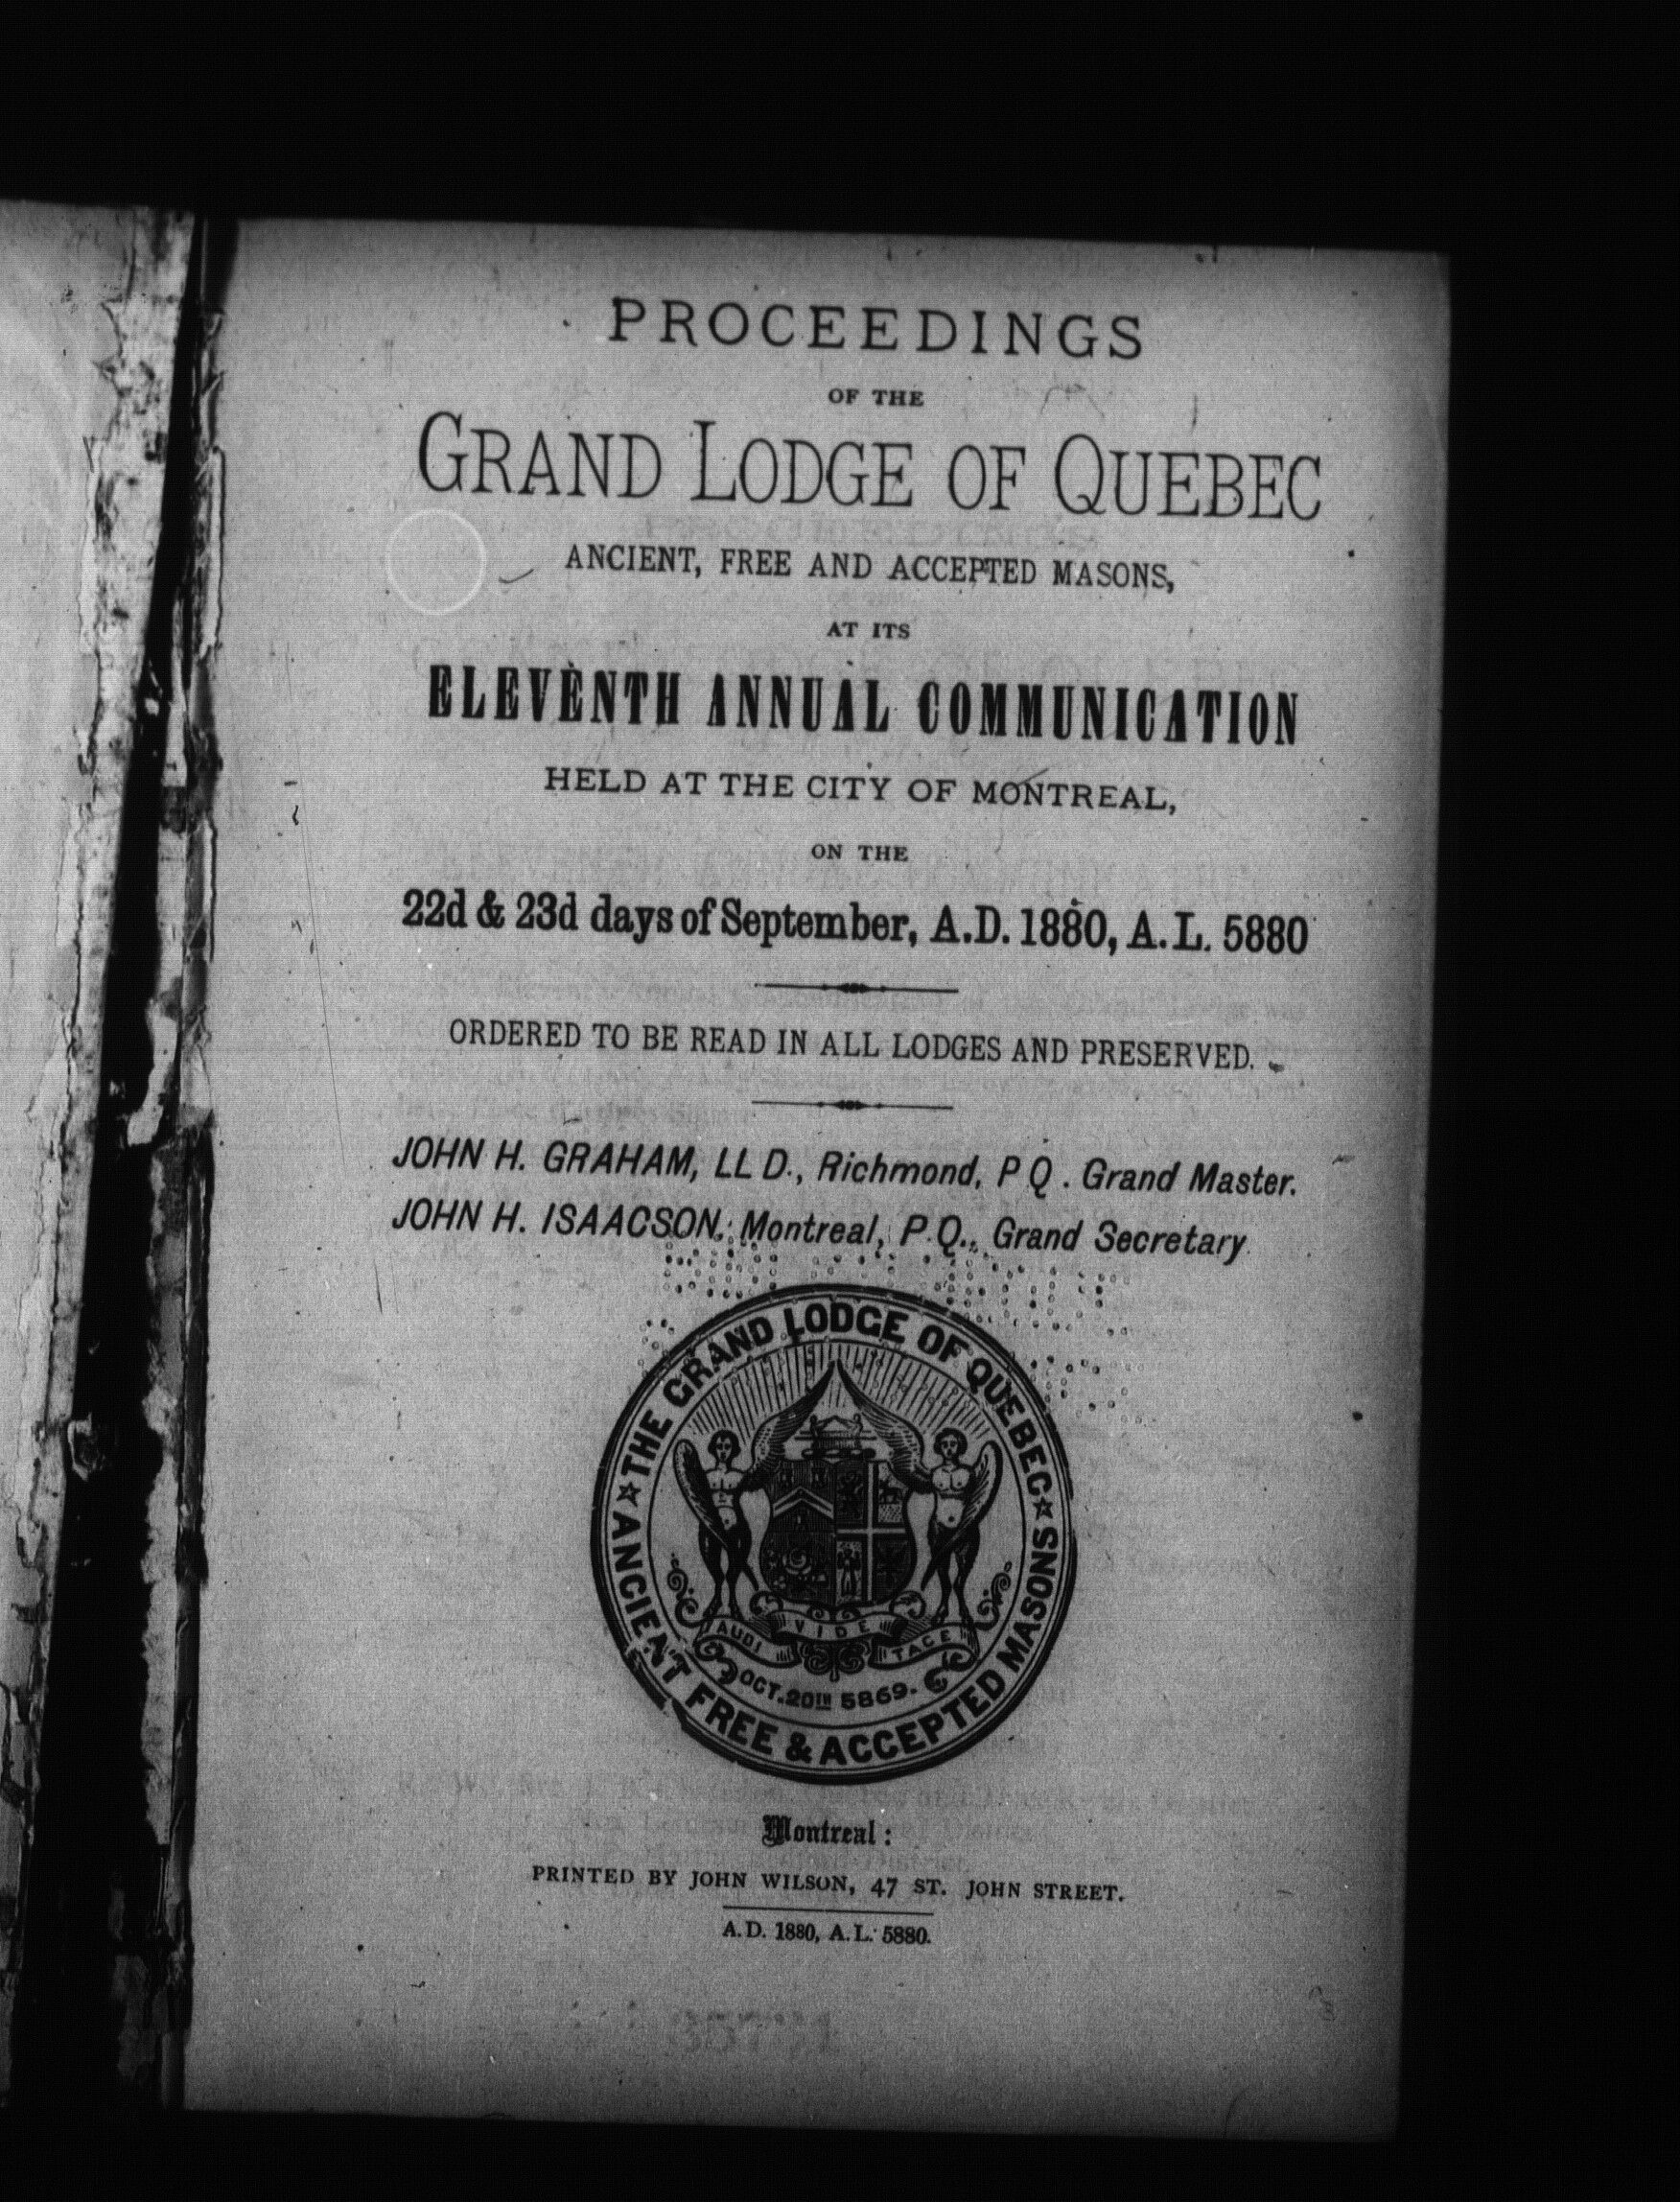 PROCEEDINGS
OF THE
GRAND LODGE OF QUEBEC
ANCIENT, FREE AND ACCEPTED MASONS,
AT ITS
ELEVENTH ANNUAL COMMUNICATION
HELD AT THE CITY OF MONTREAL,
ON THE
22d & 23d days of September, A.D. 1880, A. L. 5880
ORDERED TO BE READ IN ALL LODGES AND PRESERVED.
JOHN H. GRAHAM, LL D., Richmond, P Q . Grand Master.
JOHN H. ISAACSON, Montreal, P. Q., Grand Secretary
THE GRAND LODGE OF QUEBEC
AUDI VIDE TACE
OCT. 20TH 5869.
ANCIENT FREE & ACCEPTED MASONS
Montreal :
PRINTED BY JOHN WILSON, 47 ST. JOHN STREET.
A. D. 1880, A. L. 5880.